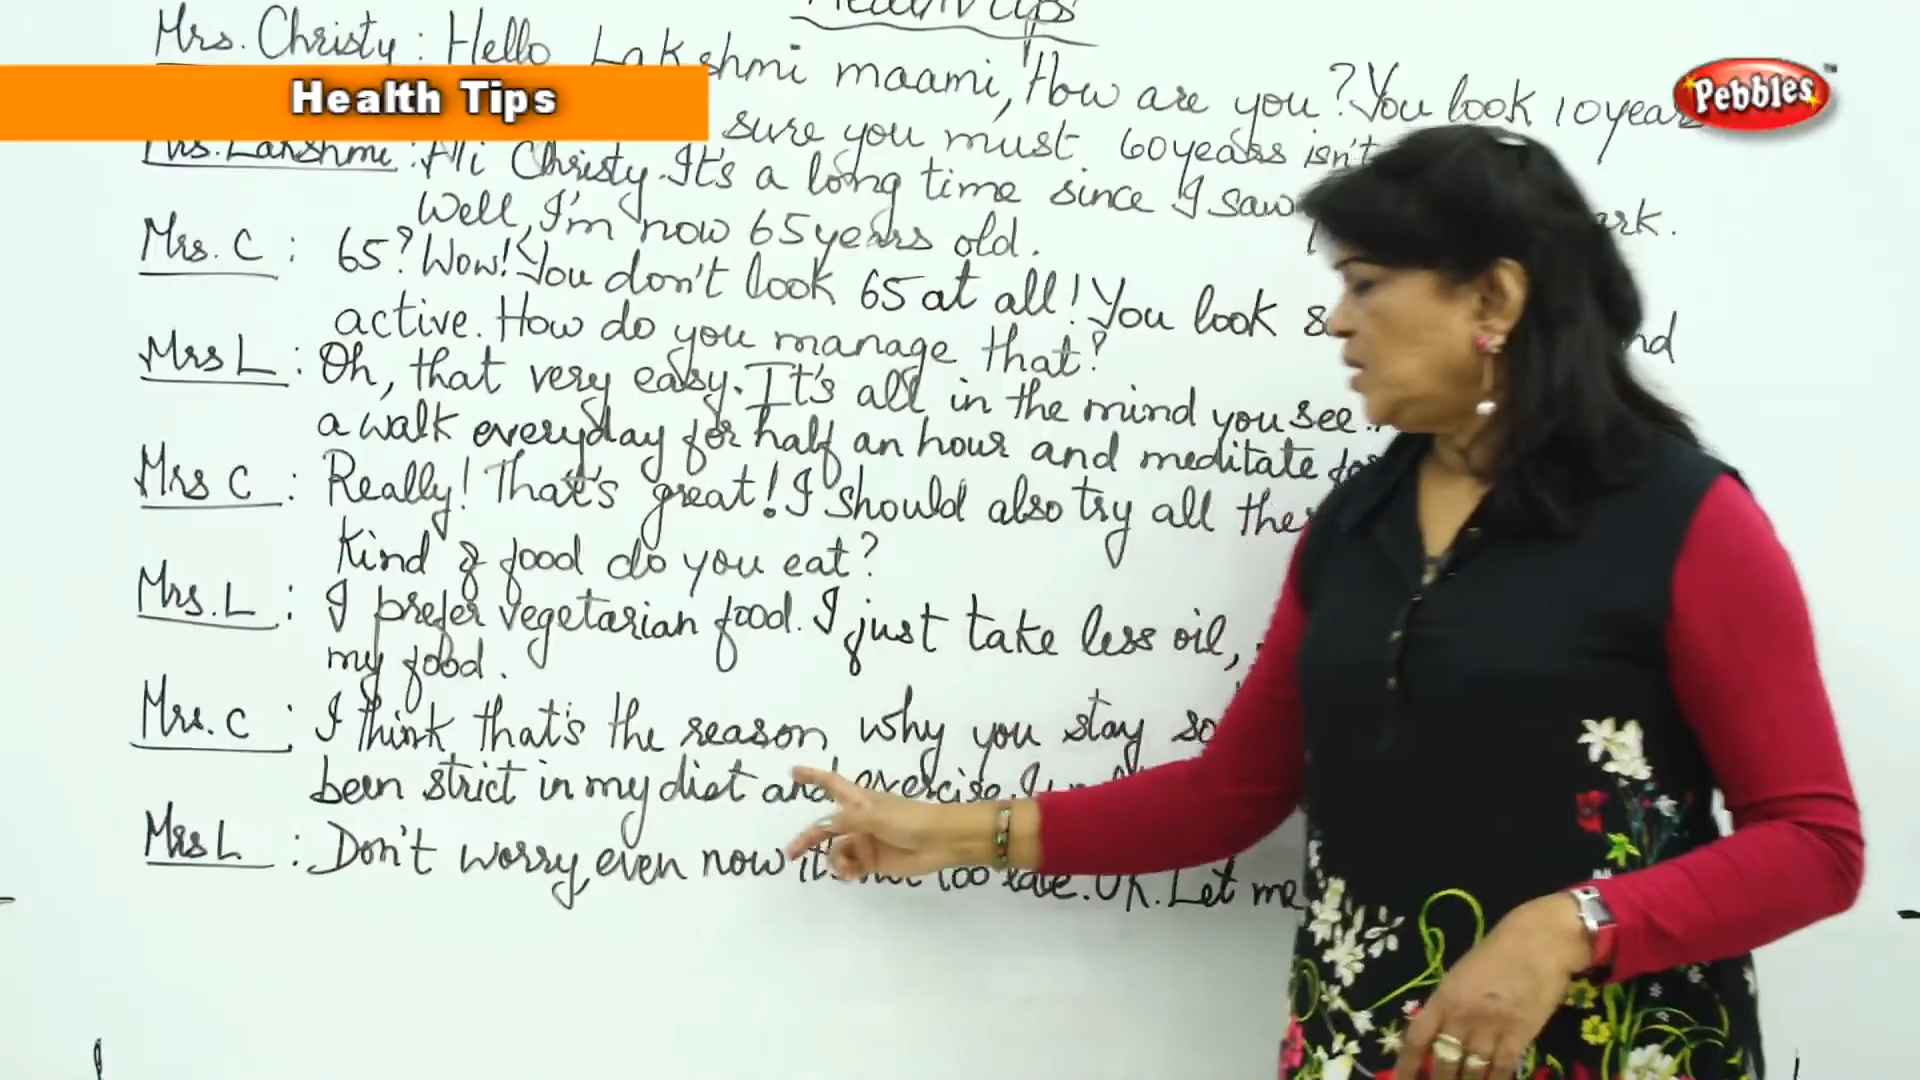 Health Tips
Mrs. Christy : Hello Lakshmi maami, How are you? You look 10 years
Health Tips
Pebbles
TM
sure you must 60 years isn't
Mrs. Lakshmi : Hi Christy. It's a long time since I saw
Well, I'm now 65 years old.
Mrs. C : 65? Wow! You don't look 65 at all! You look
active. How do you manage that?
Mrs L : Oh, that very easy. It's all in the mind you see.
a walk everyday for half an hour and meditate for
Mrs C : Really! That's great! I should also try all
kind of food do you eat?
Mrs. L : I prefer vegetarian food. I just take less oil,
my food.
Mrs. C : I think that's the reason why you stay so
been strict in my diet and exercise.
Mrs L : Don't worry, even now it's not too late. Oh. Let me